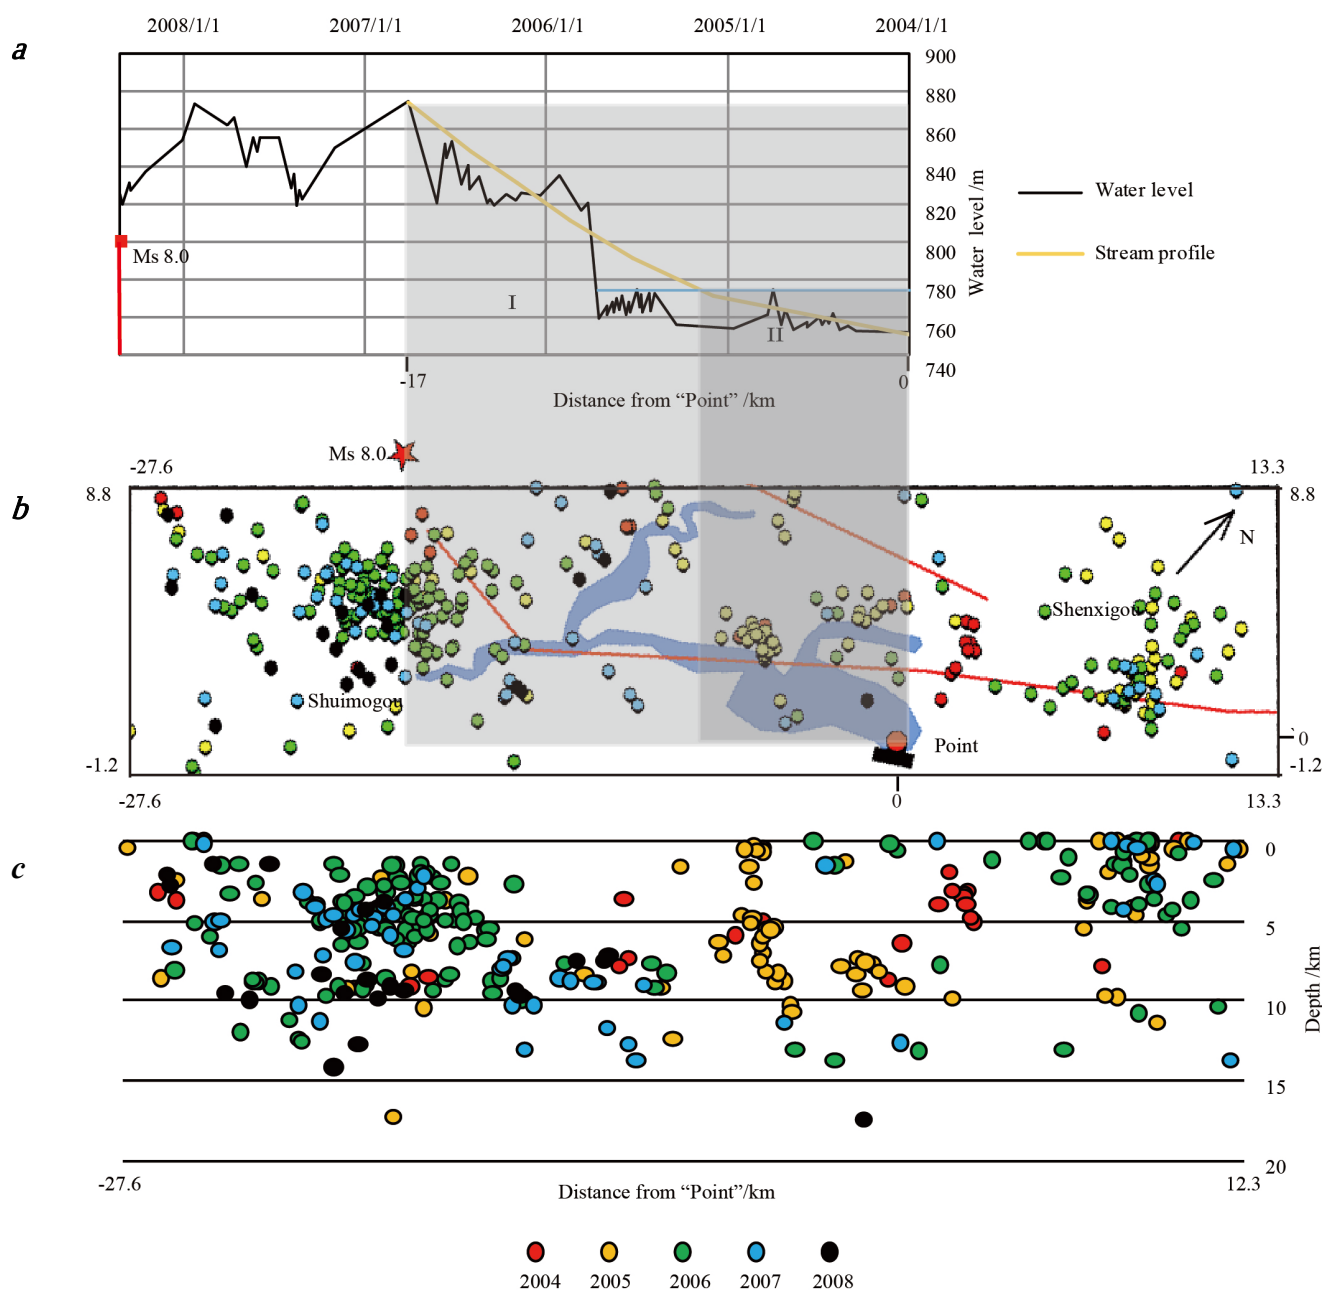 2008/1/1 2007/1/1 2006/1/1 2005/1/1 2004/1/1
a
900
880
860
840
820
800
780
760
740
Water level /m
Water level
Stream profile
Ms 8.0
I
II
-17 0
Distance from “Point” /km
Ms 8.0
-27.6 13.3
b
8.8 8.8
N
Shenxigou
Shuimogou
Point
0
-1.2 -1.2
-27.6 0 13.3
c
0
5
10
15
20
Depth /km
-27.6 12.3
Distance from “Point”/km
2004 2005 2006 2007 2008